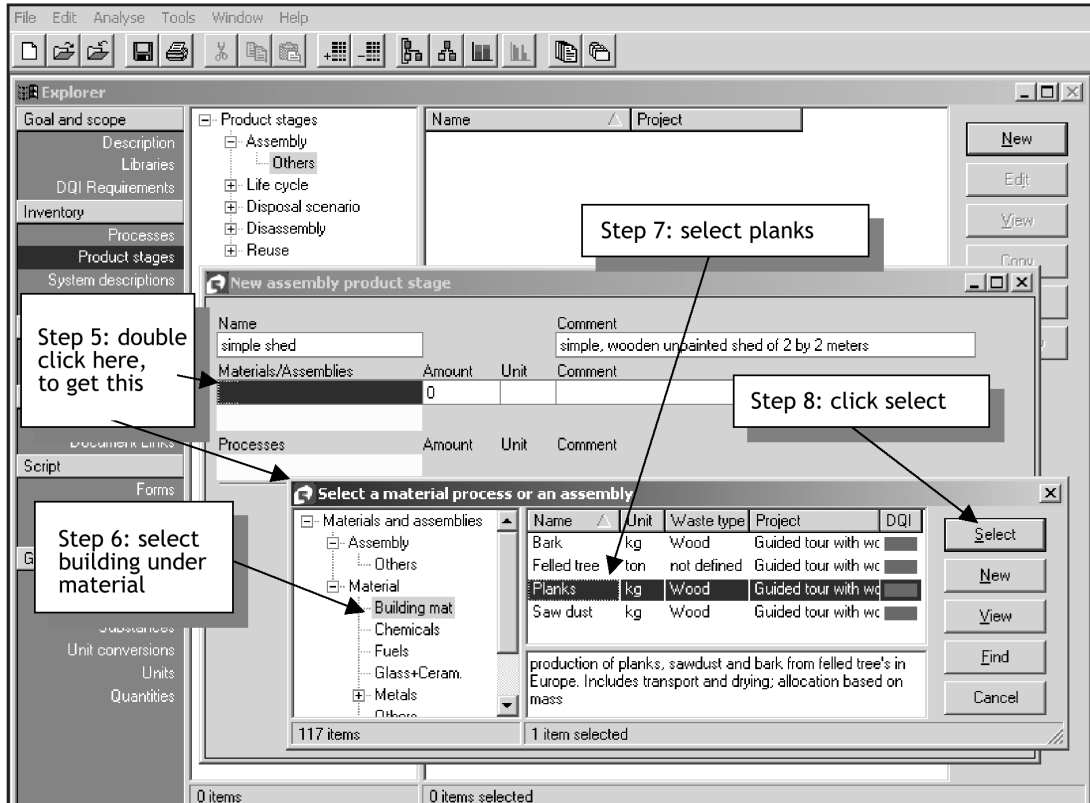 File Edit Analyse Tools Window Help
Explorer
Goal and scope
Description
Libraries
DQI Requirements
Inventory
Processes
Product stages
System descriptions
Document Links
Script
Forms
Substances
Unit conversions
Units
Quantities
Product stages
Assembly
Others
Life cycle
Disposal scenario
Disassembly
Reuse
Name Project
New
Edit
View
Copy
Step 7: select planks
New assembly product stage
Name Comment
simple shed simple, wooden unpainted shed of 2 by 2 meters
Materials/Assemblies Amount Unit Comment
0
Processes Amount Unit Comment
Step 5: double
click here,
to get this
Step 8: click select
Step 6: select
building under
material
Select a material process or an assembly
Materials and assemblies
Assembly
Others
Material
Building mat
Chemicals
Fuels
Glass+Ceram.
Metals
Others
117 items
Name Unit Waste type Project DQI
Bark kg Wood Guided tour with wc
Felled tree ton not defined Guided tour with wc
Planks kg Wood Guided tour with wc
Saw dust kg Wood Guided tour with wc
production of planks, sawdust and bark from felled tree's in
Europe. Includes transport and drying; allocation based on
mass
1 item selected
Select
New
View
Find
Cancel
0 items 0 items selected